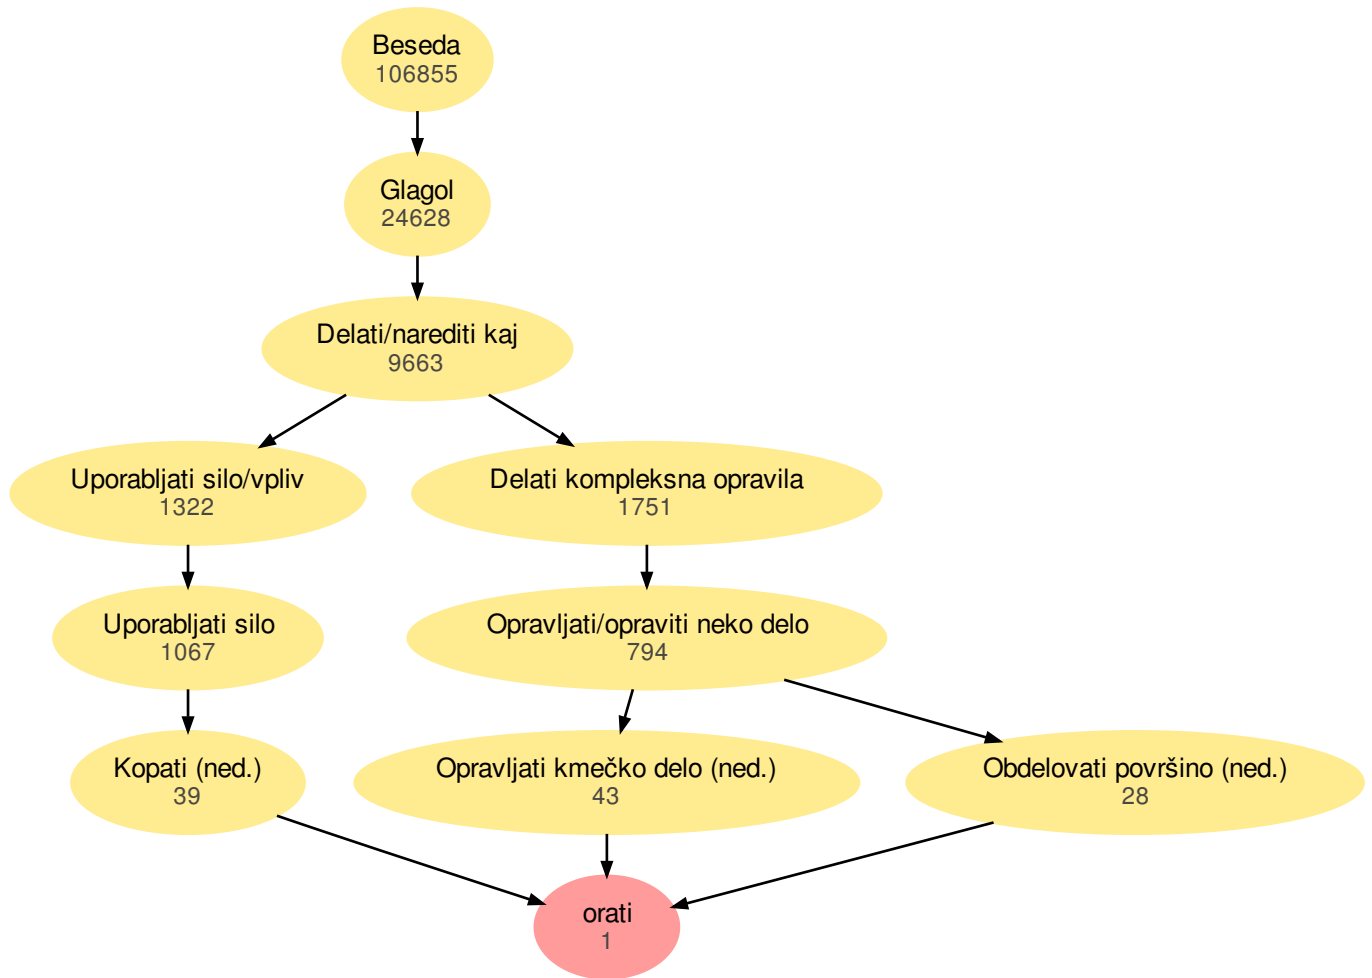 Beseda
106855
Glagol
24628
Delati/narediti kaj
9663
Uporabljati silo/vpliv
1322
Delati kompleksna opravila
1751
Uporabljati silo
1067
Opravljati/opraviti neko delo
794
Kopati (ned.)
39
Opravljati kmečko delo (ned.)
43
Obdelovati površino (ned.)
28
orati
1